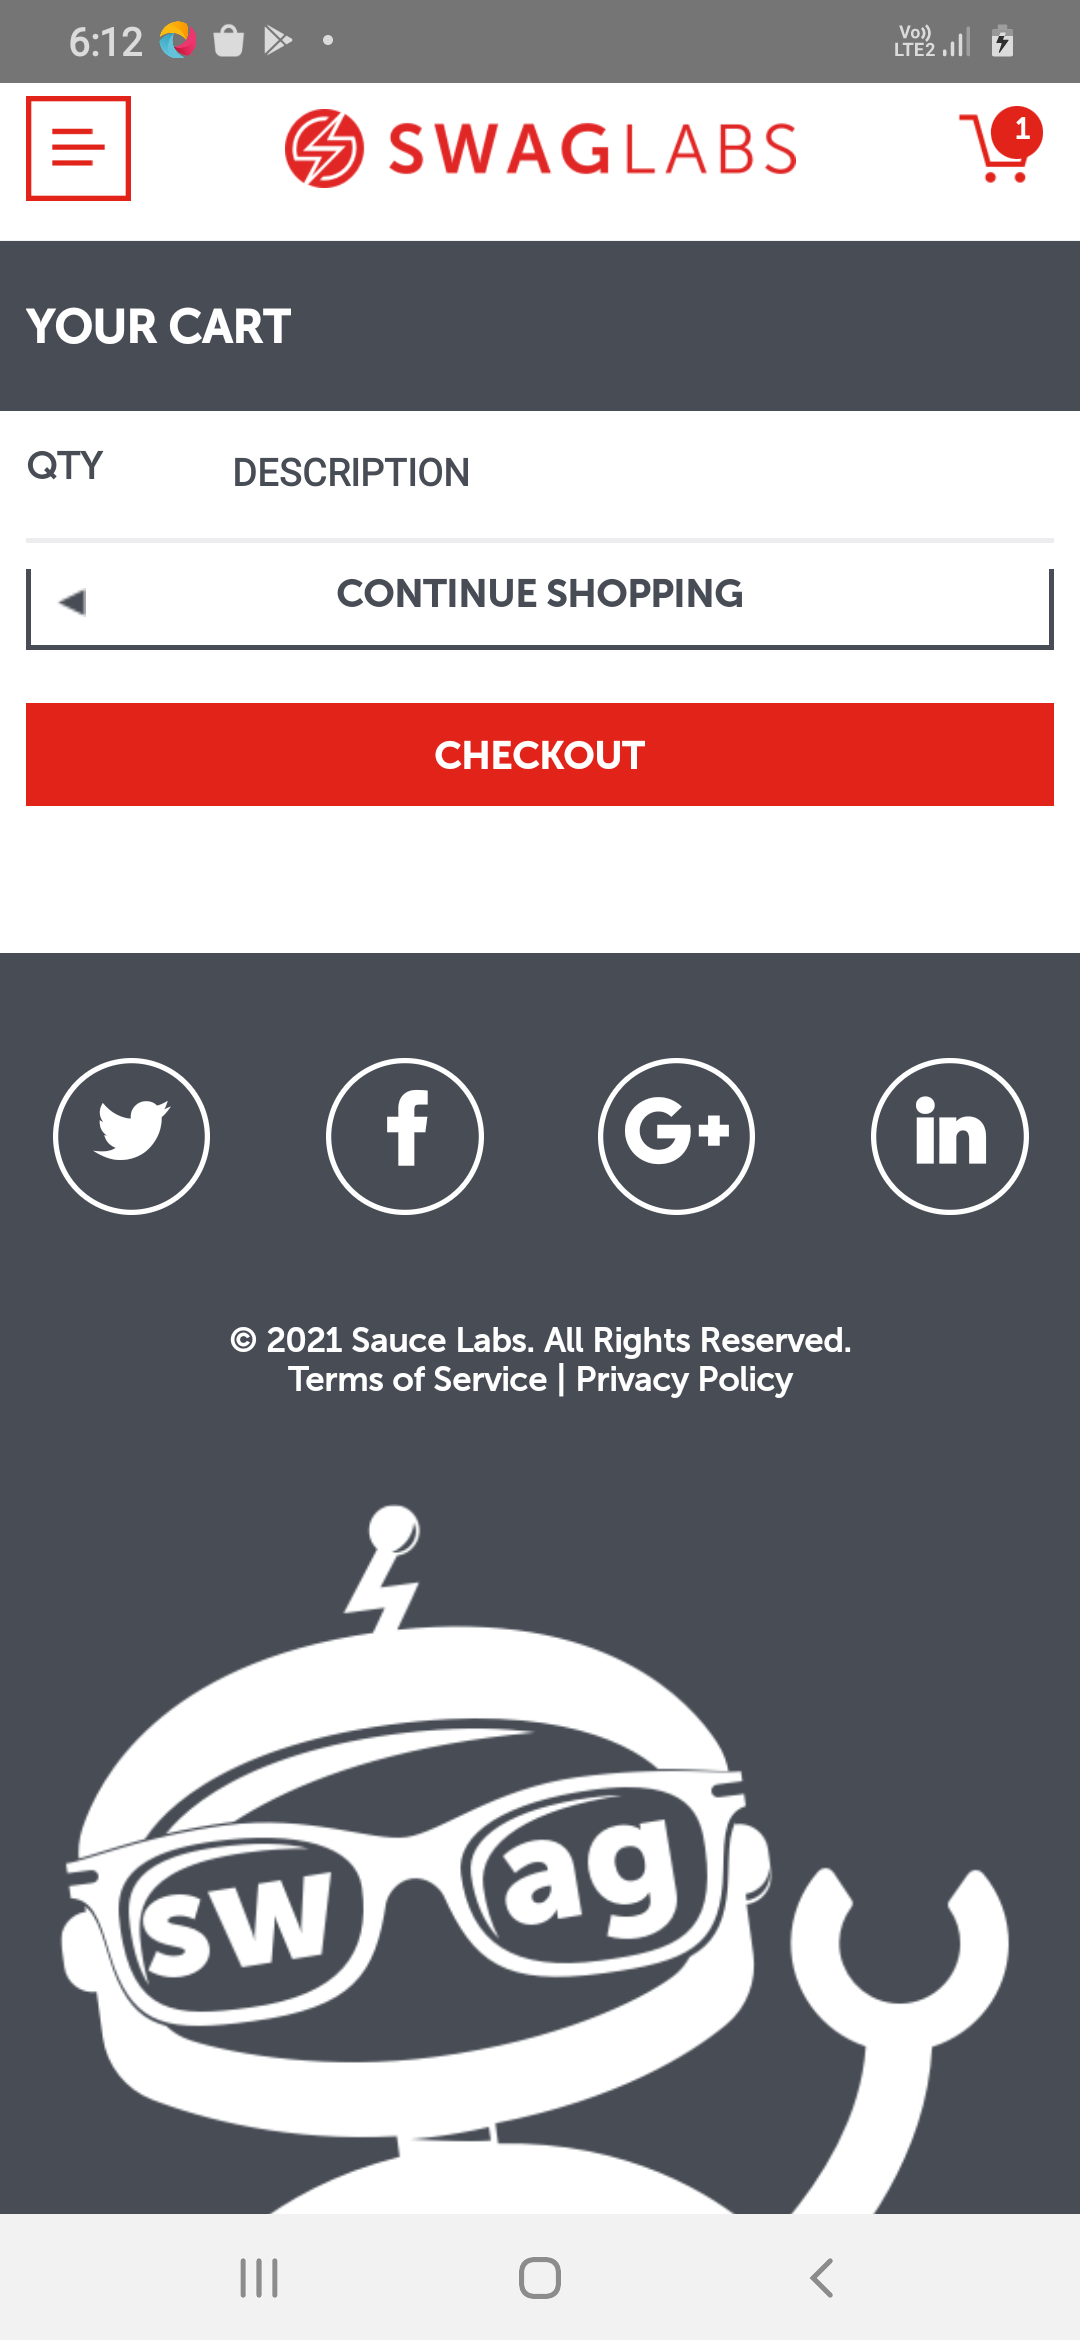 6:12
Vo)) LTE2
SWAGLABS
1
YOUR CART
QTY DESCRIPTION
CONTINUE SHOPPING
CHECKOUT
f G+ in
© 2021 Sauce Labs. All Rights Reserved.
Terms of Service | Privacy Policy
swag